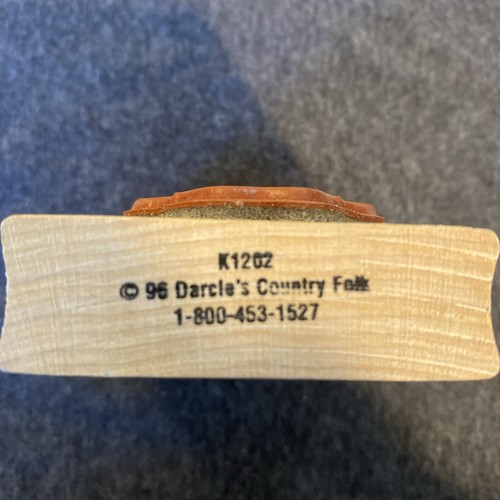 K1262
© 96 Darcie's Country Folk
1-800-453-1527